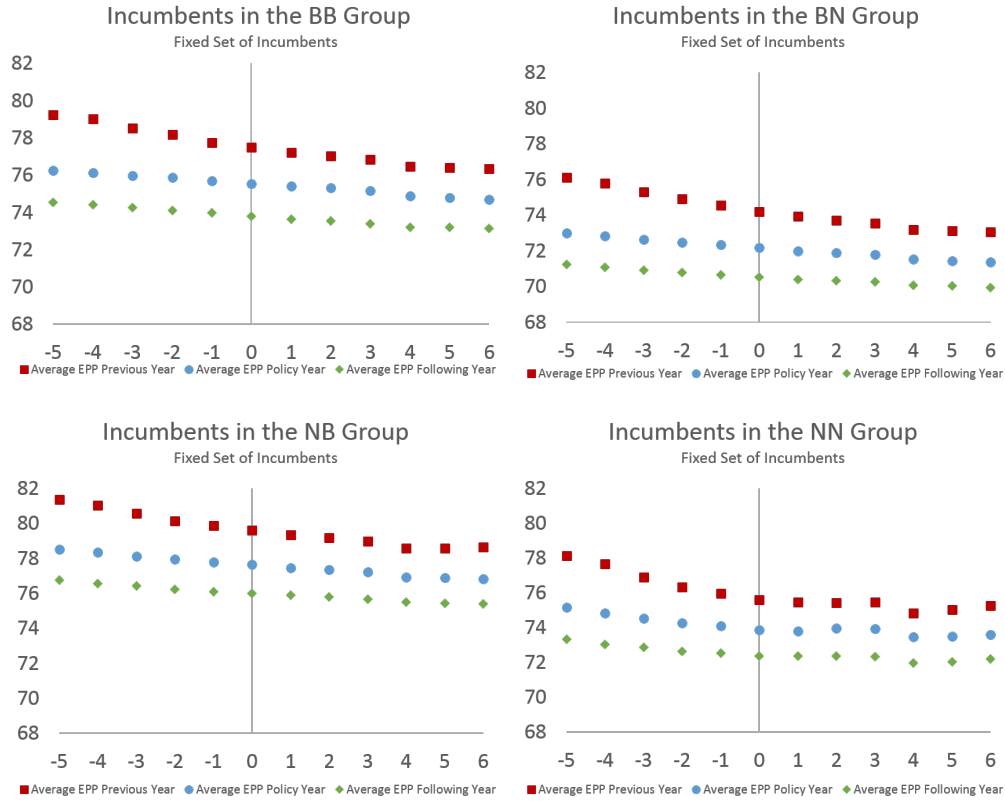 Incumbents in the BB Group
Fixed Set of Incumbents
82
80
78
76
74
72
70
68
-5 -4 -3 -2 -1 0 1 2 3 4 5 6
Average EPP Previous Year Average EPP Policy Year Average EPP Following Year
Incumbents in the BN Group
Fixed Set of Incumbents
82
80
78
76
74
72
70
68
-5 -4 -3 -2 -1 0 1 2 3 4 5 6
Average EPP Previous Year Average EPP Policy Year Average EPP Following Year
Incumbents in the NB Group
Fixed Set of Incumbents
82
80
78
76
74
72
70
68
-5 -4 -3 -2 -1 0 1 2 3 4 5 6
Average EPP Previous Year Average EPP Policy Year Average EPP Following Year
Incumbents in the NN Group
Fixed Set of Incumbents
82
80
78
76
74
72
70
68
-5 -4 -3 -2 -1 0 1 2 3 4 5 6
Average EPP Previous Year Average EPP Policy Year Average EPP Following Year